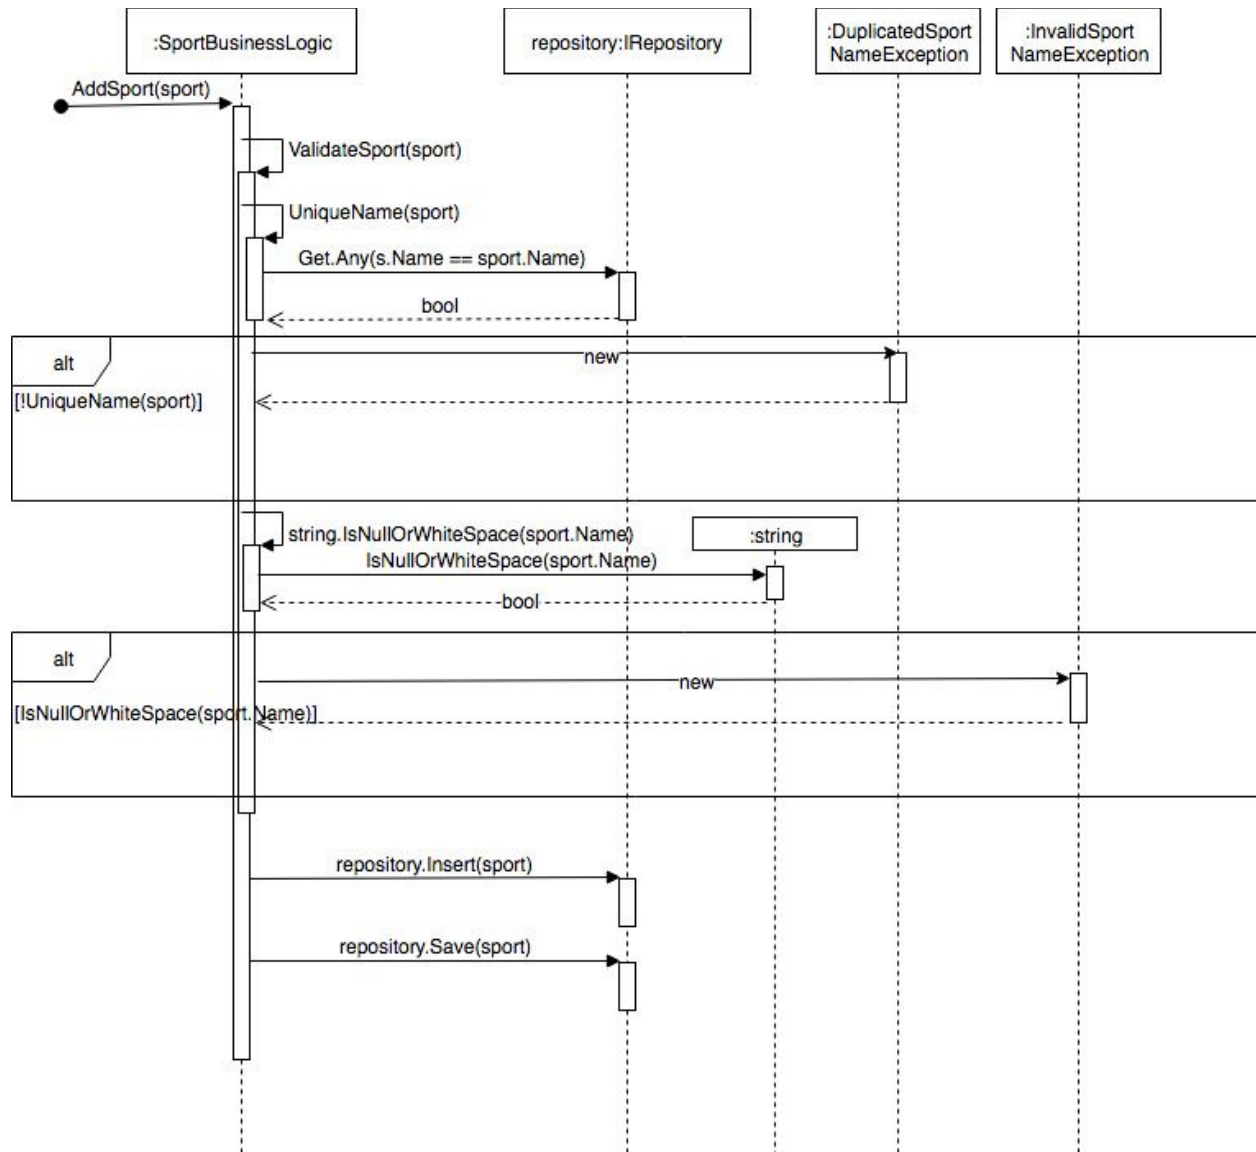 :SportBusinessLogic
repository:IRepository
:DuplicatedSport
NameException
:InvalidSport
NameException
AddSport(sport)
ValidateSport(sport)
UniqueName(sport)
Get.Any(s.Name == sport.Name)
bool
alt
new
[!UniqueName(sport)]
string.IsNullOrWhiteSpace(sport.Name)
:string
IsNullOrWhiteSpace(sport.Name)
bool
alt
new
[IsNullOrWhiteSpace(sport.Name)]
repository.Insert(sport)
repository.Save(sport)